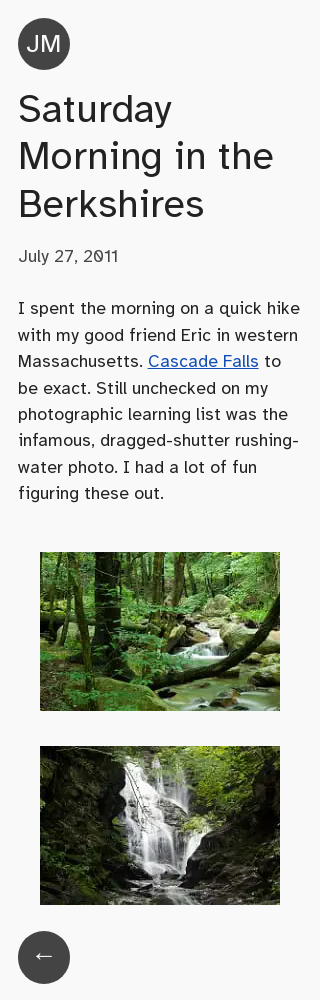 JM
Saturday
Morning in the
Berkshires
July 27, 2011
I spent the morning on a quick hike
with my good friend Eric in western
Massachusetts. Cascade Falls to
be exact. Still unchecked on my
photographic learning list was the
infamous, dragged-shutter rushing-
water photo. I had a lot of fun
figuring these out.
←